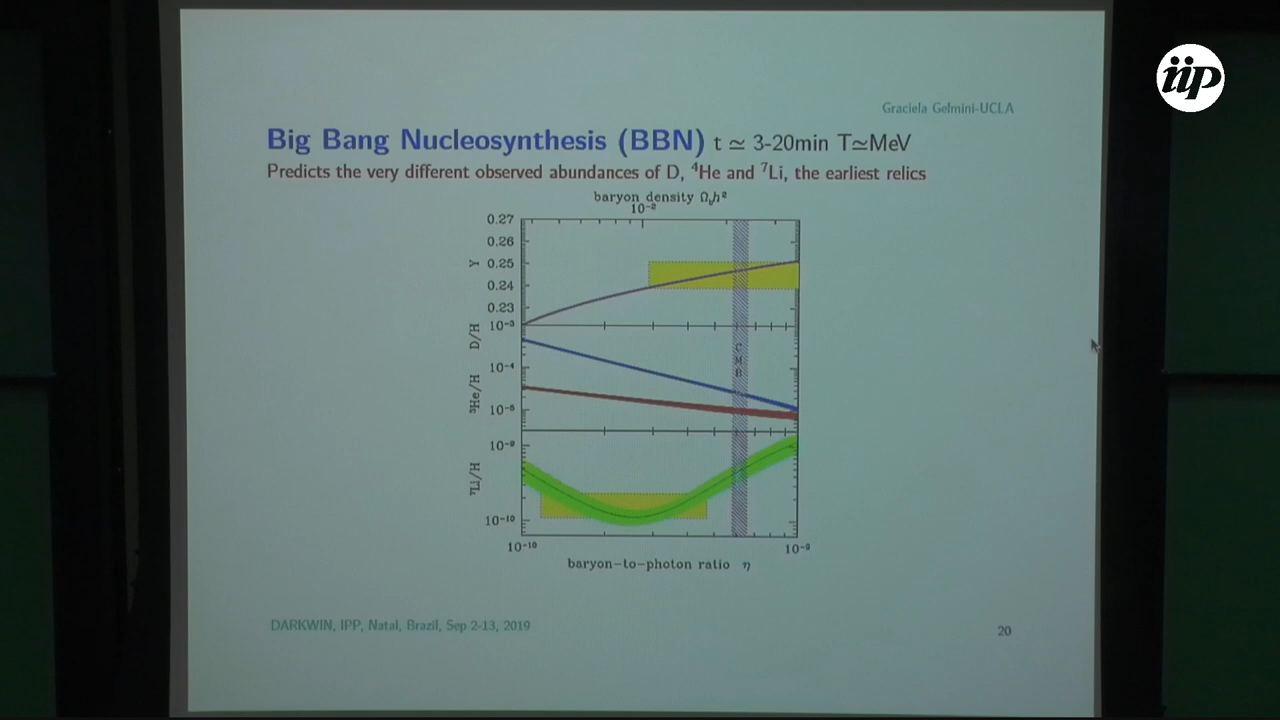 iip
Graciela Gelmini-UCLA
Big Bang Nucleosynthesis (BBN) t ≃ 3-20min T≃MeV
Predicts the very different observed abundances of D, ⁴He and ⁷Li, the earliest relics
baryon density Ω_b h²
10⁻²
0.27
0.26
Y 0.25
0.24
0.23
10⁻³
D/H
CMB
10⁻⁴
³He/H
10⁻⁵
10⁻⁹
⁷Li/H
10⁻¹⁰
10⁻¹⁰ 10⁻⁹
baryon-to-photon ratio η
DARKWIN, IPP, Natal, Brazil, Sep 2-13, 2019
20